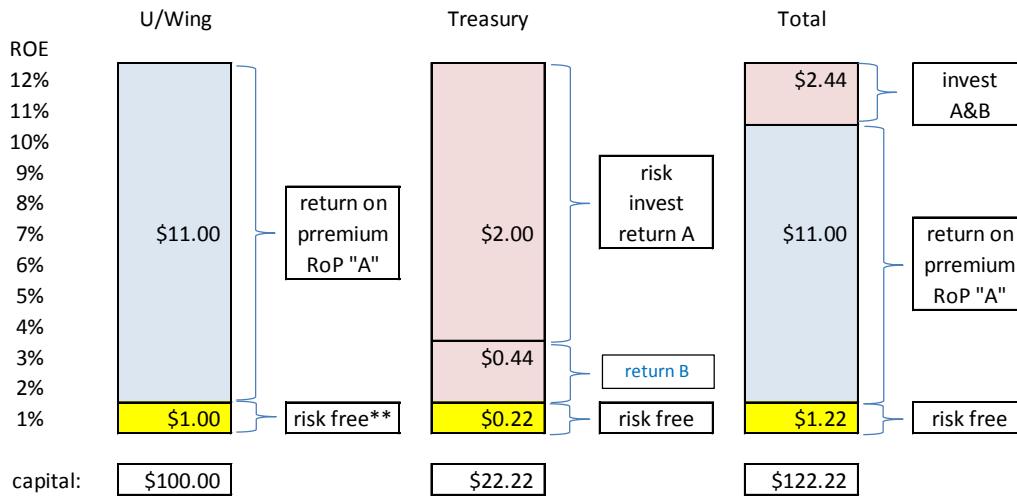 U/Wing Treasury Total
ROE
12% $2.44 invest
11% A&B
10%
9% risk
8% return on invest
7% $11.00 prremium $2.00 return A $11.00 return on
6% RoP "A" prremium
5% RoP "A"
4%
3% $0.44
2% return B
1% $1.00 risk free** $0.22 risk free $1.22 risk free
capital: $100.00 $22.22 $122.22